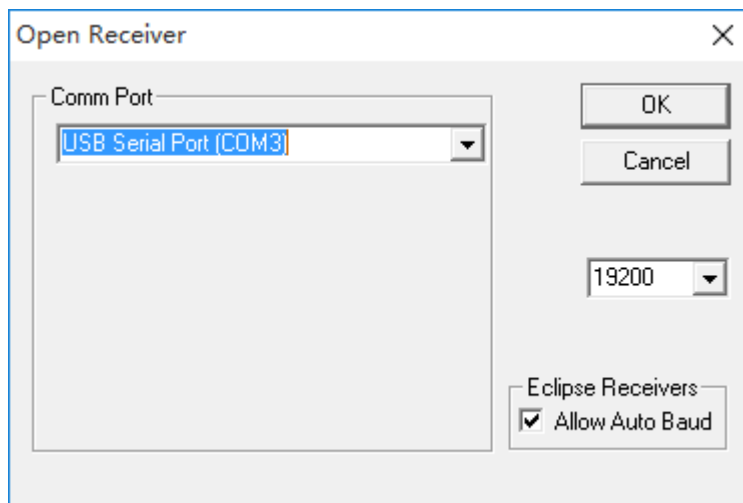 Open Receiver
Comm Port
USB Serial Port (COM3)
OK
Cancel
19200
Eclipse Receivers
Allow Auto Baud